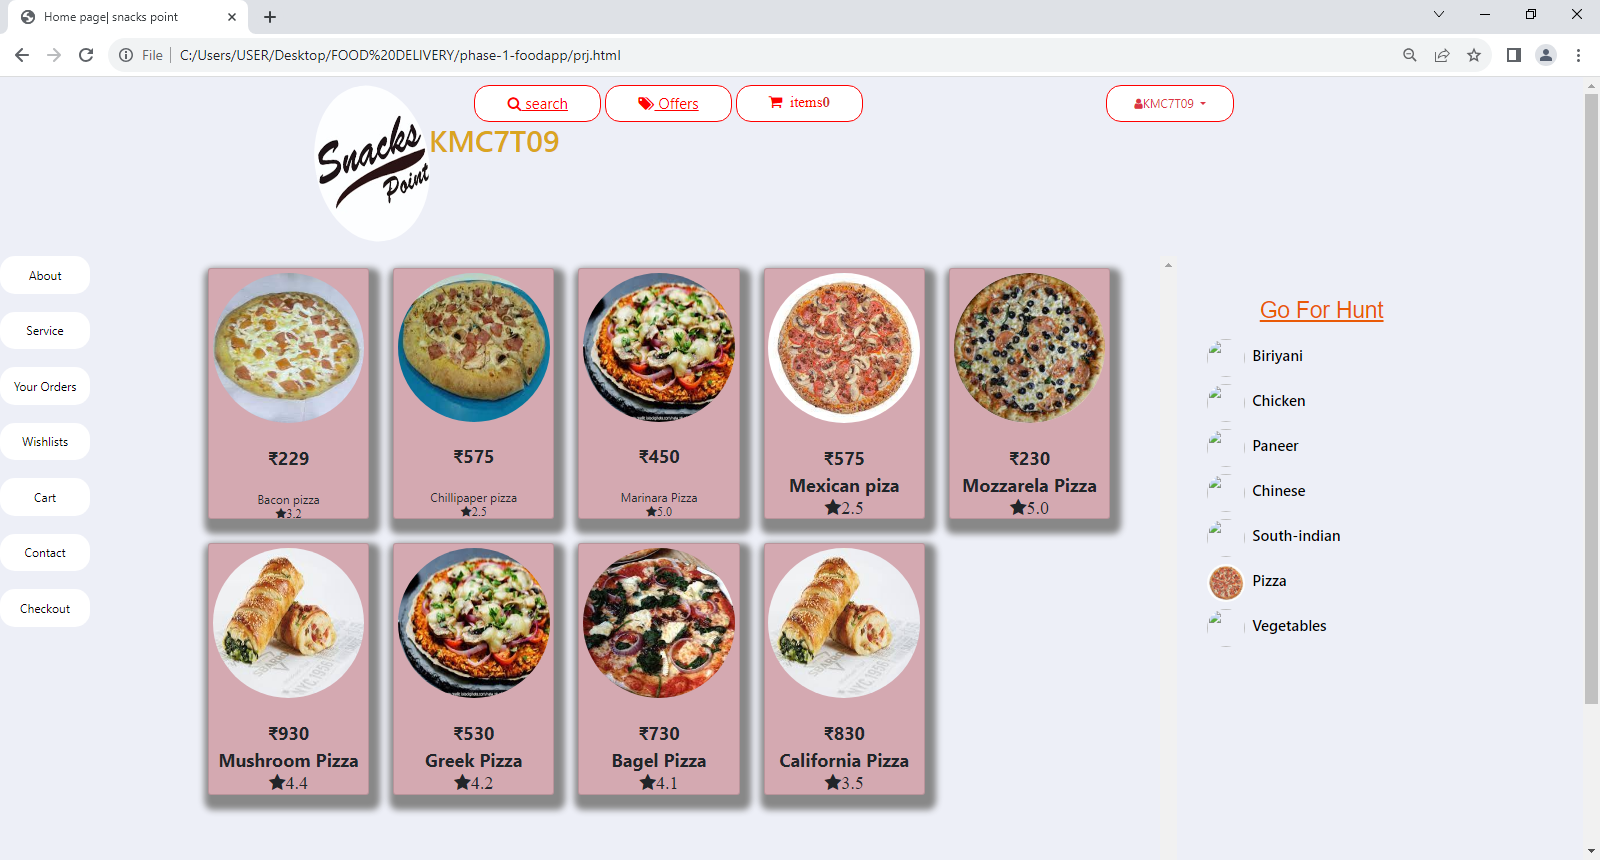 Home page| snacks point
File
C:/Users/USER/Desktop/FOOD%20DELIVERY/phase-1-foodapp/prj.html
search
Offers
items0
KMC7T09
Snacks
Point
KMC7T09
About
Service
Your Orders
Wishlists
Cart
Contact
Checkout
₹229
Bacon pizza
3.2
₹575
Chillipaper pizza
2.5
₹450
Marinara Pizza
5.0
₹575
Mexican piza
2.5
₹230
Mozzarela Pizza
5.0
₹930
Mushroom Pizza
4.4
₹530
Greek Pizza
4.2
₹730
Bagel Pizza
4.1
₹830
California Pizza
3.5
Go For Hunt
Biriyani
Chicken
Paneer
Chinese
South-indian
Pizza
Vegetables